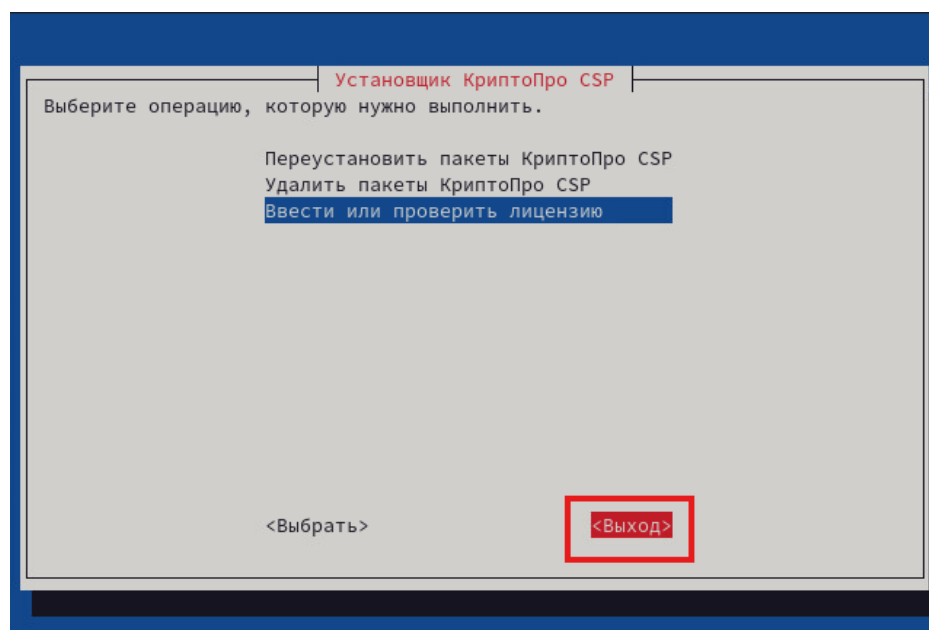 Установщик КриптоПро CSP
Выберите операцию, которую нужно выполнить.
Переустановить пакеты КриптоПро CSP
Удалить пакеты КриптоПро CSP
Ввести или проверить лицензию
<Выбрать> <Выход>